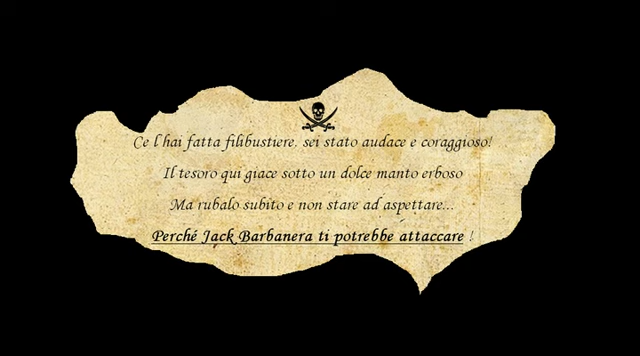 Ce l'hai fatta filibustiere, sei stato audace e coraggioso!
Il tesoro qui giace sotto un dolce manto erboso
Ma rubalo subito e non stare ad aspettare...
Perché Jack Barbanera ti potrebbe attaccare !